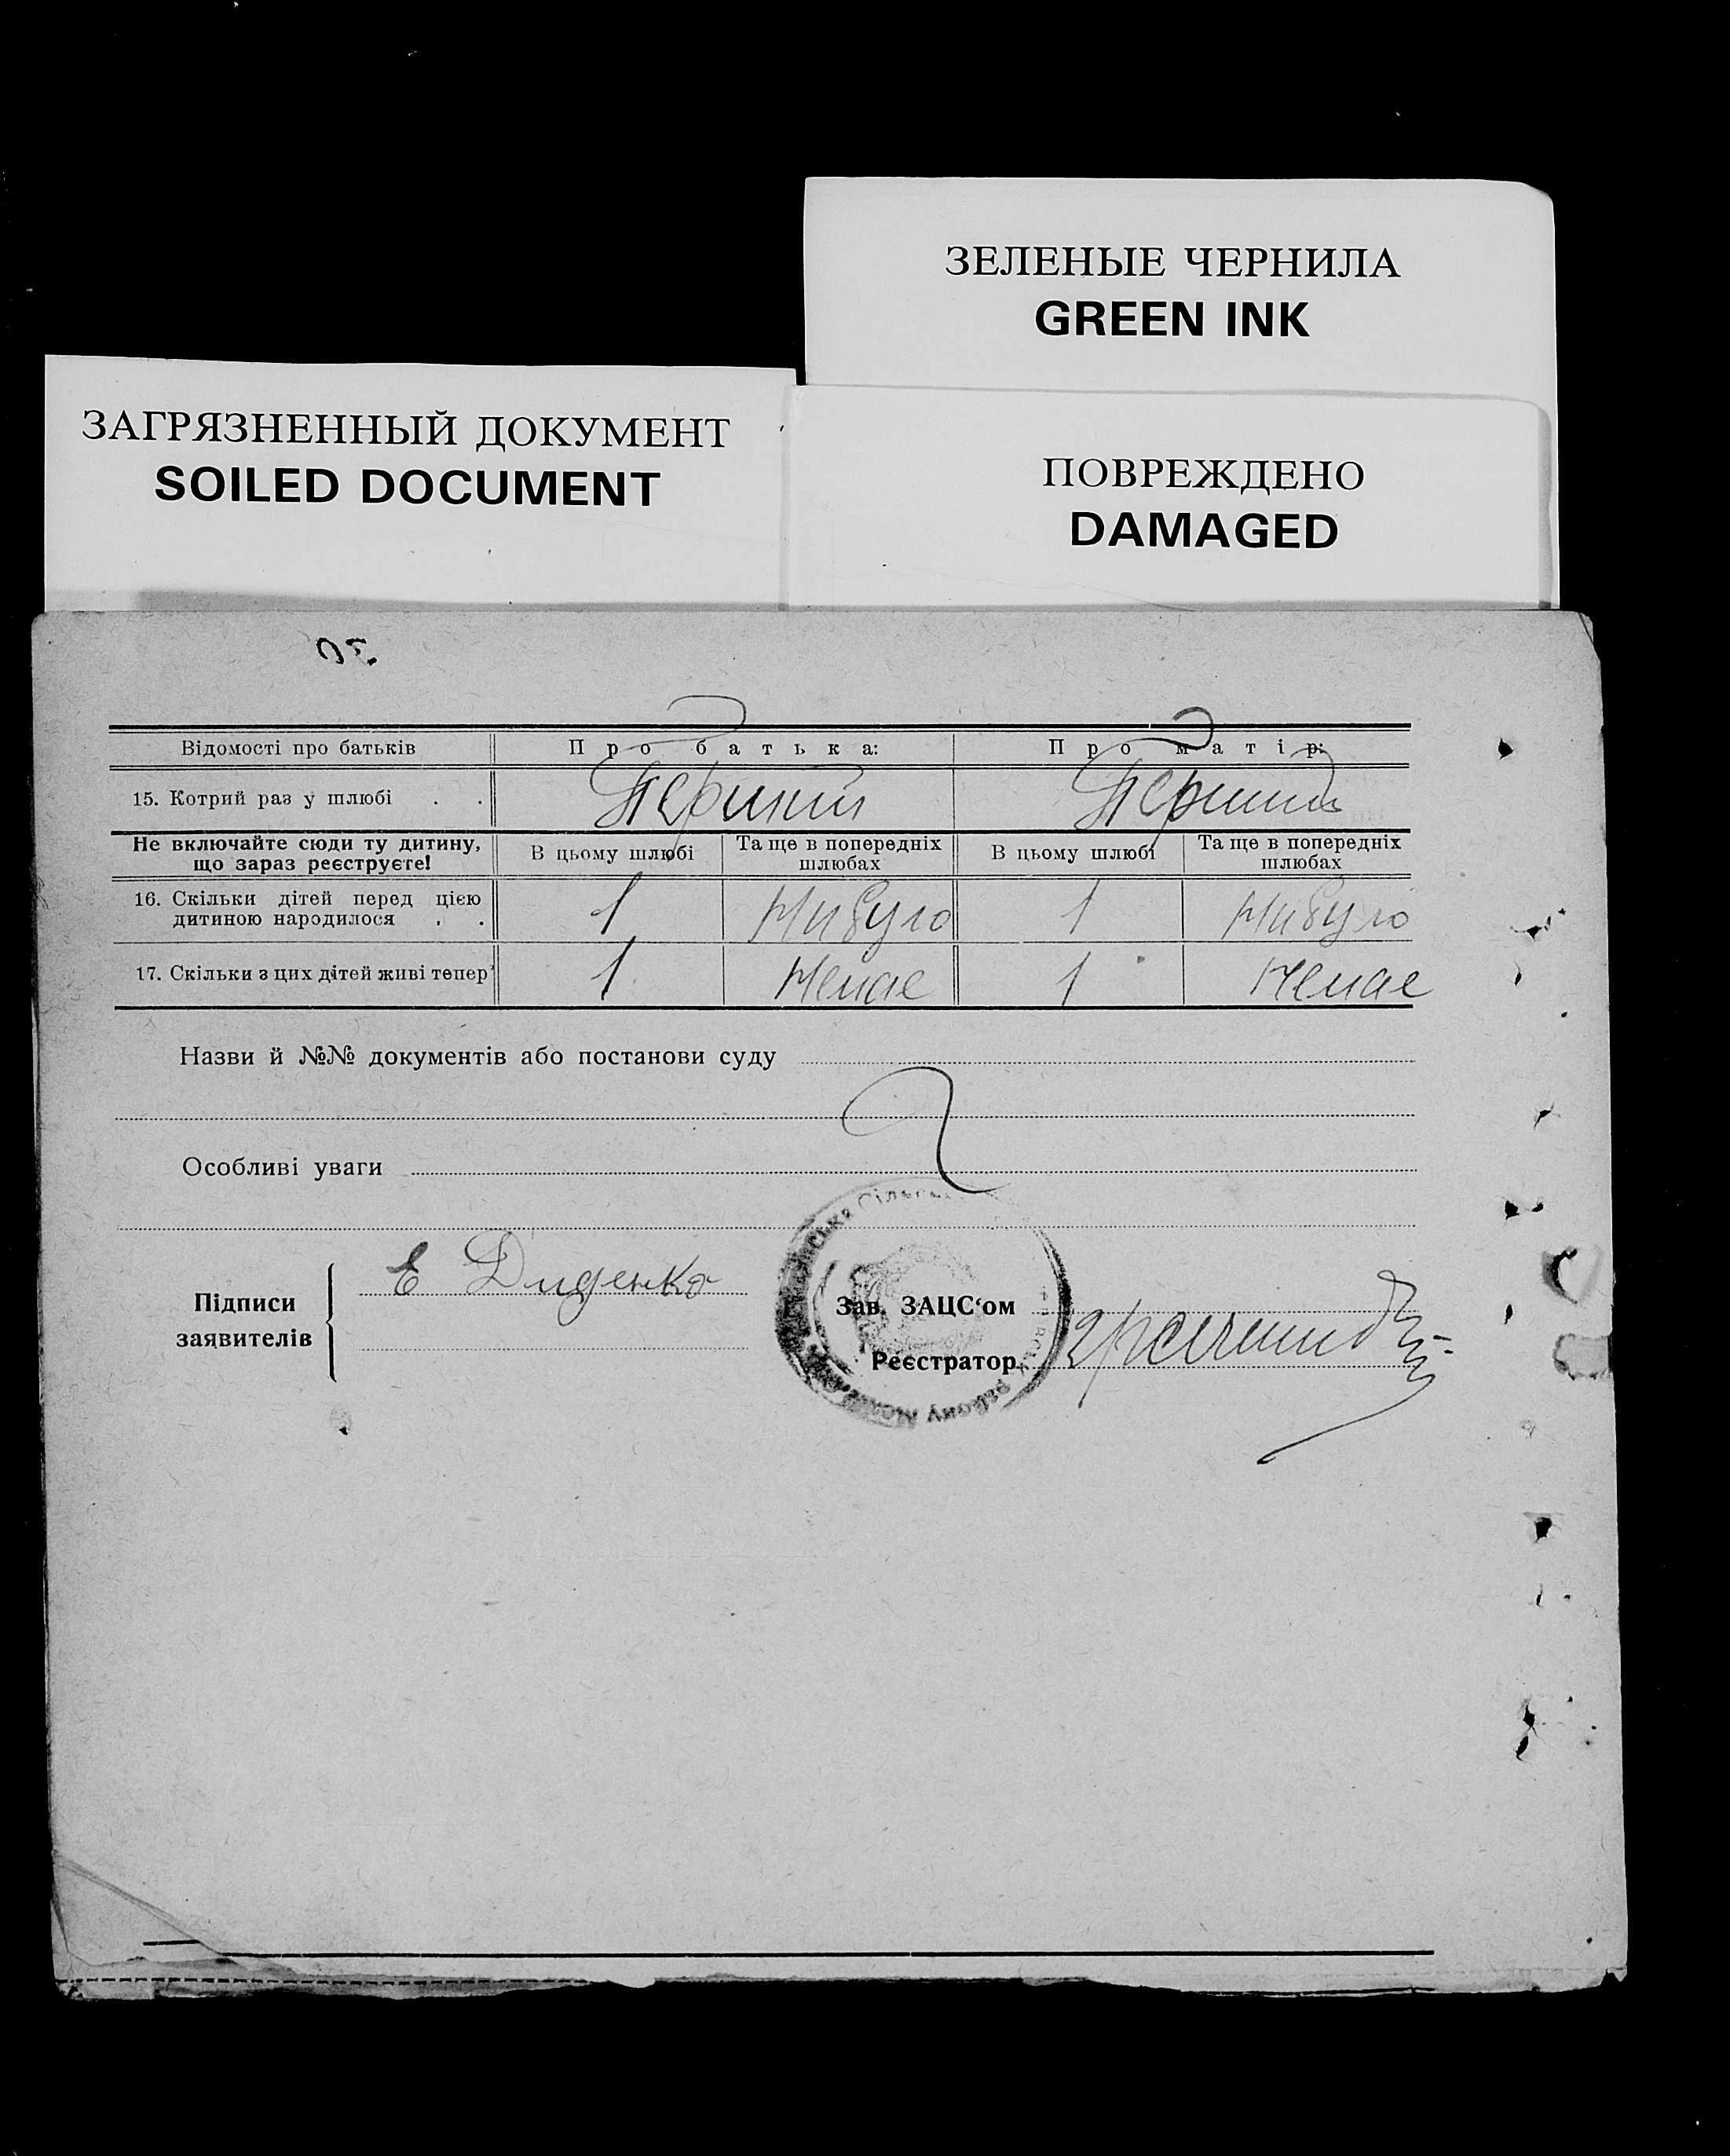 ЗЕЛЕНЫЕ ЧЕРНИЛА
GREEN INK
ЗАГРЯЗНЕННЫЙ ДОКУМЕНТ
SOILED DOCUMENT
ПОВРЕЖДЕНО
DAMAGED
Відомості про батьків Про батька: Про матір:
15. Котрий раз у шлюбі . . Перший Перший
Не включайте сюди ту дитину, що зараз реєструєте! В цьому шлюбі Та ще в попередніх шлюбах В цьому шлюбі Та ще в попередніх шлюбах
16. Скільки дітей перед цією
дитиною народилося . . 1 Нибуло 1 Нибуло
17. Скільки з цих дітей живі тепер 1 Немає 1 Немає
Назви й №№ документів або постанови суду
Особливі уваги
Підписи
заявителів
Е Диденко
Зав. ЗАЦС'ом
Реєстратор